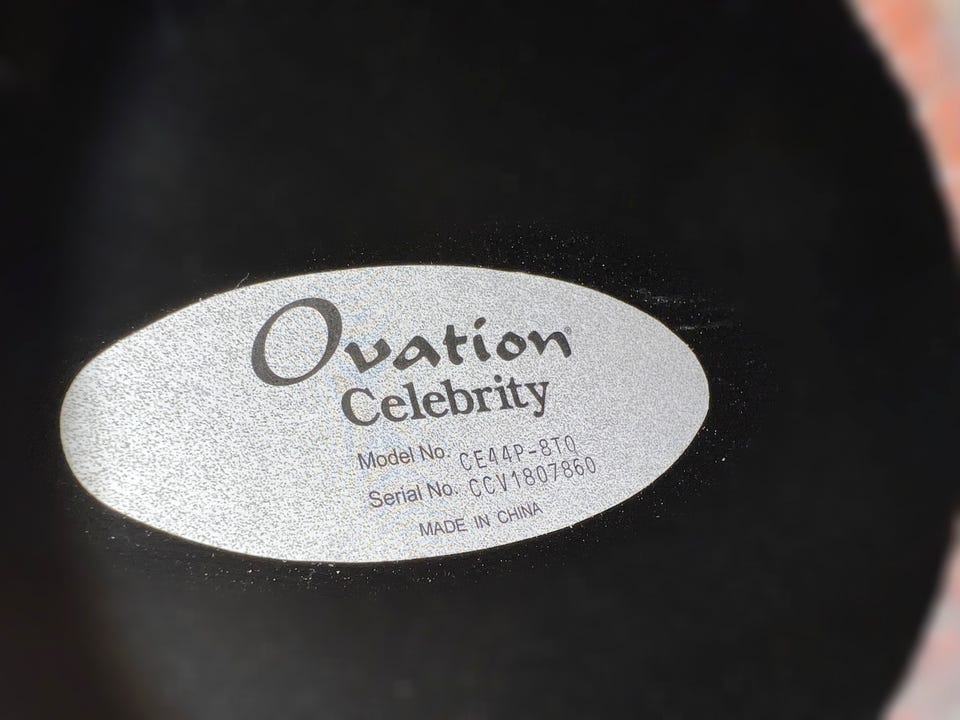 Ovation®
Celebrity
Model No. CE44P-8TQ
Serial No. CCV1807860
MADE IN CHINA